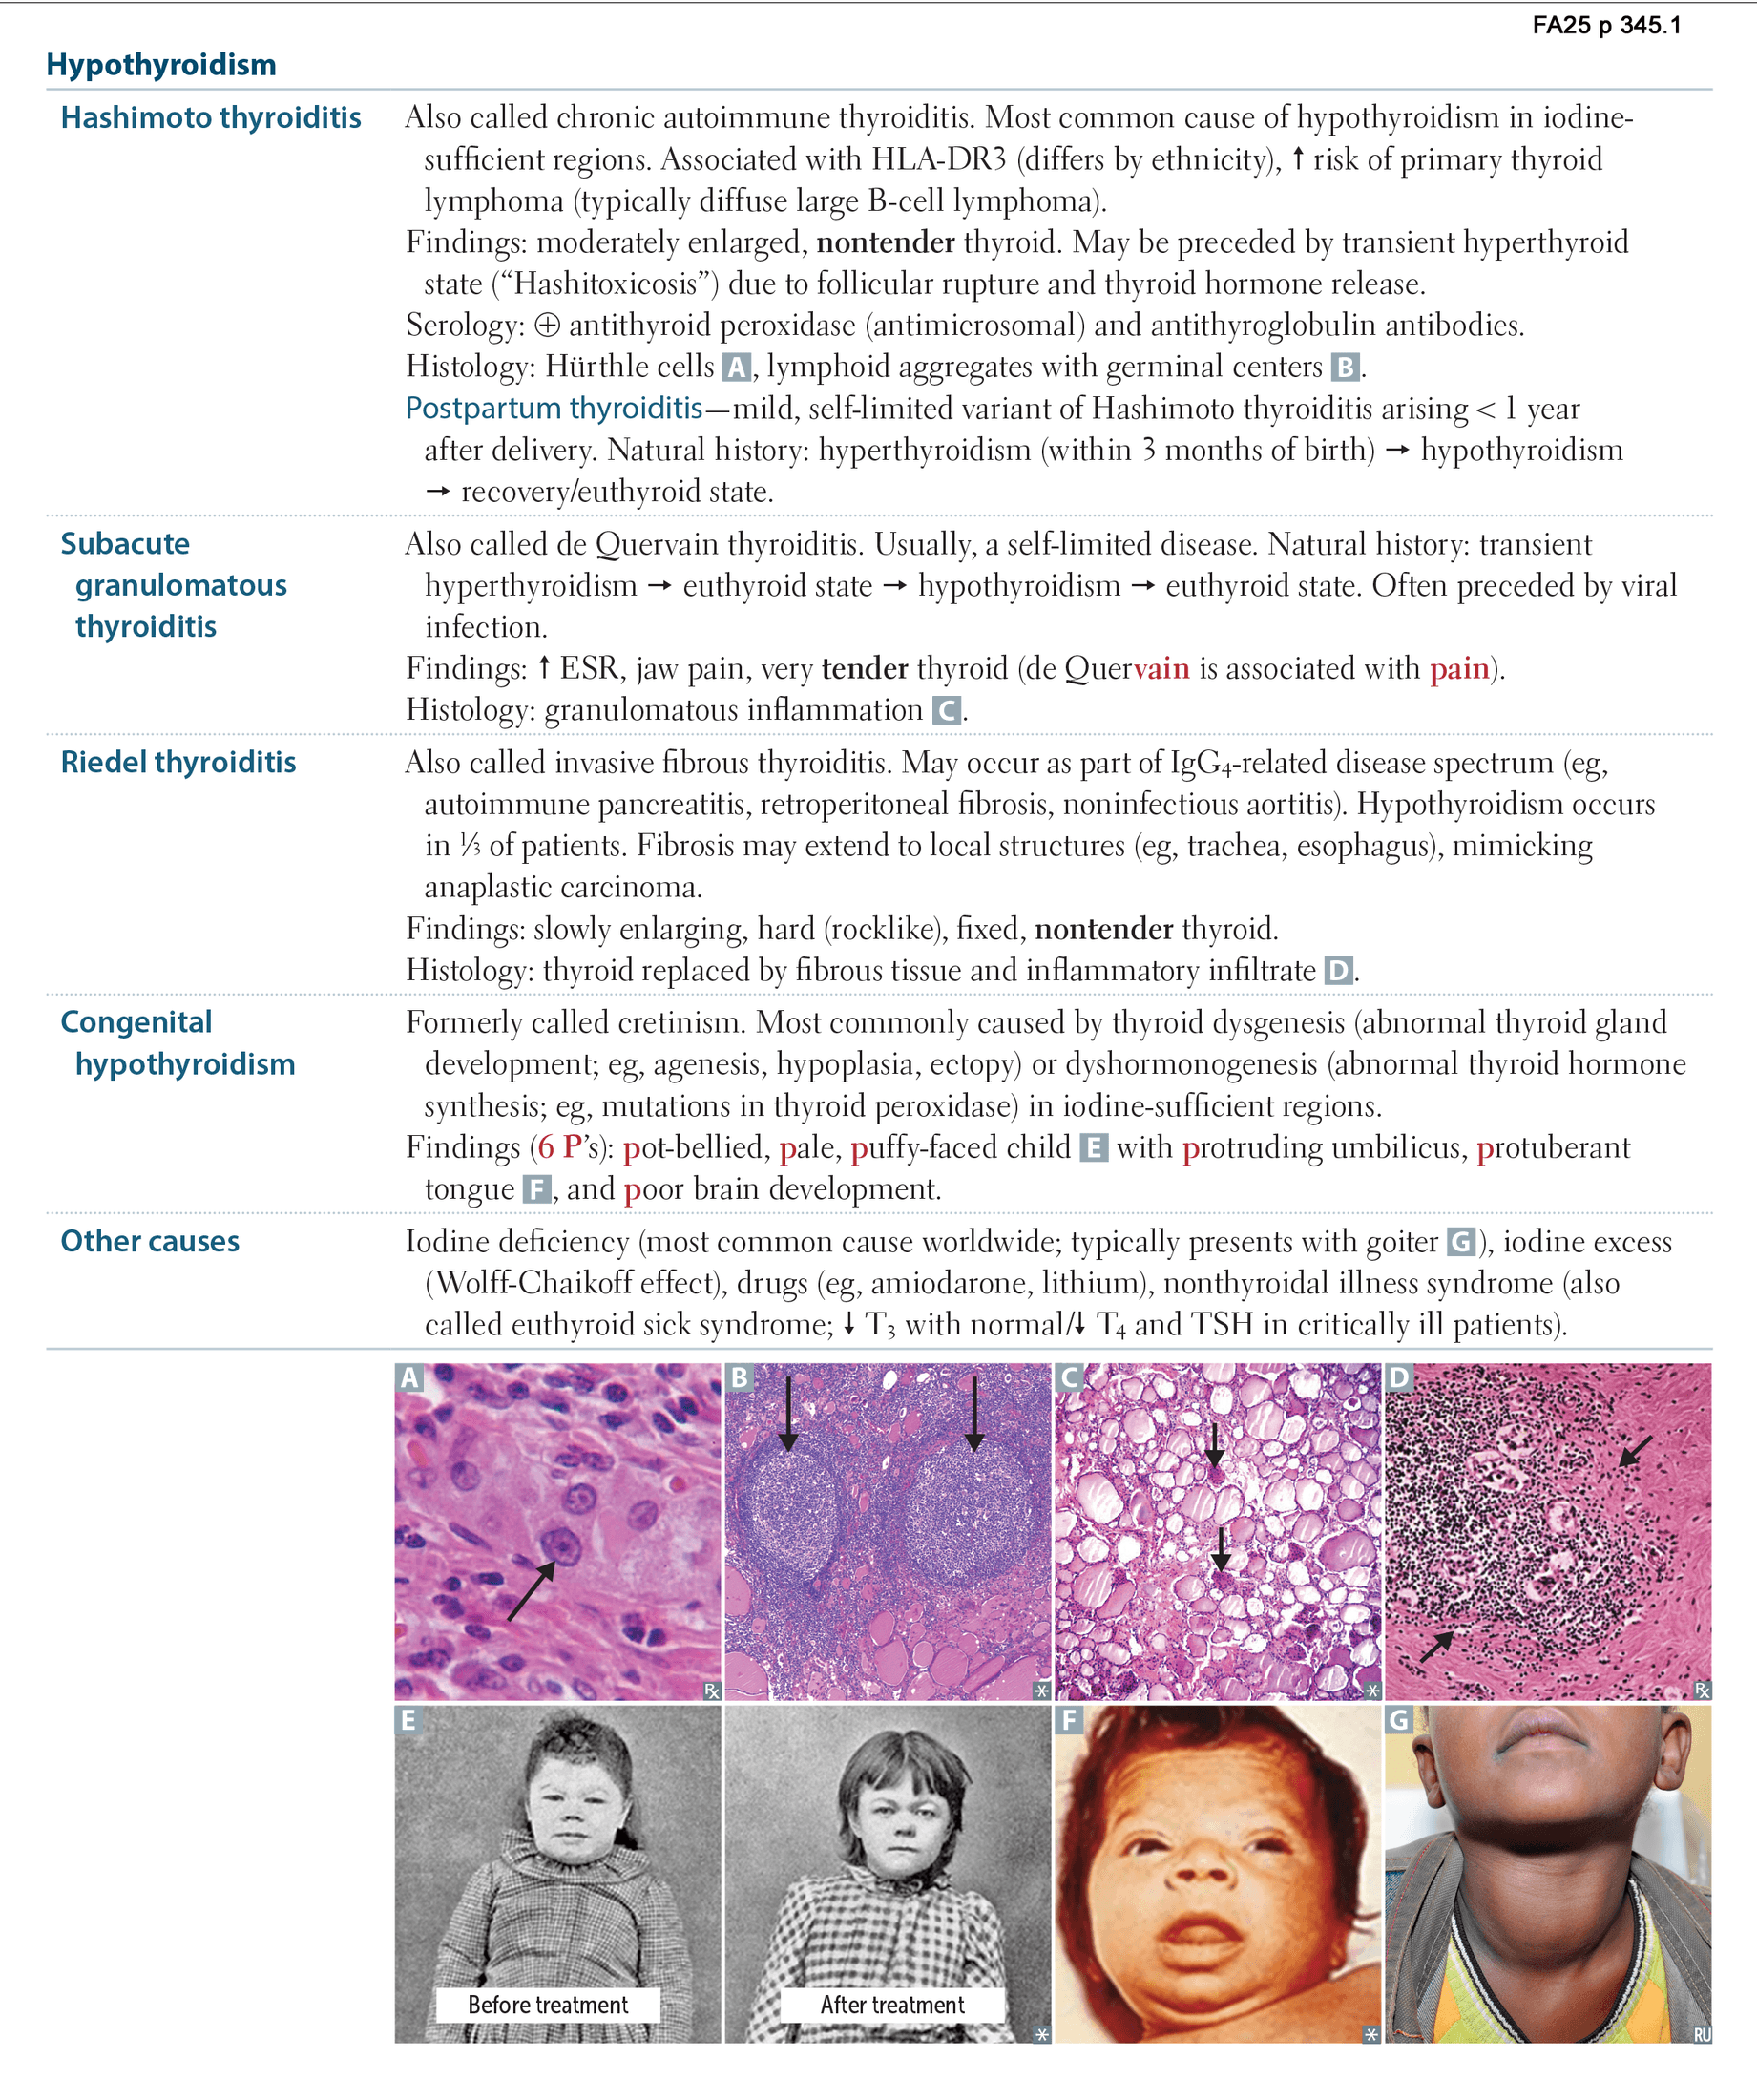 FA25 p 345.1
Hypothyroidism
Hashimoto thyroiditis
Also called chronic autoimmune thyroiditis. Most common cause of hypothyroidism in iodine-
sufficient regions. Associated with HLA-DR3 (differs by ethnicity), ↑ risk of primary thyroid
lymphoma (typically diffuse large B-cell lymphoma).
Findings: moderately enlarged, nontender thyroid. May be preceded by transient hyperthyroid
state (“Hashitoxicosis”) due to follicular rupture and thyroid hormone release.
Serology: ⊕ antithyroid peroxidase (antimicrosomal) and antithyroglobulin antibodies.
Histology: Hürthle cells A, lymphoid aggregates with germinal centers B.
Postpartum thyroiditis—mild, self-limited variant of Hashimoto thyroiditis arising < 1 year
after delivery. Natural history: hyperthyroidism (within 3 months of birth) → hypothyroidism
→ recovery/euthyroid state.
Subacute
granulomatous
thyroiditis
Also called de Quervain thyroiditis. Usually, a self-limited disease. Natural history: transient
hyperthyroidism → euthyroid state → hypothyroidism → euthyroid state. Often preceded by viral
infection.
Findings: ↑ ESR, jaw pain, very tender thyroid (de Quervain is associated with pain).
Histology: granulomatous inflammation C.
Riedel thyroiditis
Also called invasive fibrous thyroiditis. May occur as part of IgG₄-related disease spectrum (eg,
autoimmune pancreatitis, retroperitoneal fibrosis, noninfectious aortitis). Hypothyroidism occurs
in ⅓ of patients. Fibrosis may extend to local structures (eg, trachea, esophagus), mimicking
anaplastic carcinoma.
Findings: slowly enlarging, hard (rocklike), fixed, nontender thyroid.
Histology: thyroid replaced by fibrous tissue and inflammatory infiltrate D.
Congenital
hypothyroidism
Formerly called cretinism. Most commonly caused by thyroid dysgenesis (abnormal thyroid gland
development; eg, agenesis, hypoplasia, ectopy) or dyshormonogenesis (abnormal thyroid hormone
synthesis; eg, mutations in thyroid peroxidase) in iodine-sufficient regions.
Findings (6 P’s): pot-bellied, pale, puffy-faced child E with protruding umbilicus, protuberant
tongue F, and poor brain development.
Other causes
Iodine deficiency (most common cause worldwide; typically presents with goiter G), iodine excess
(Wolff-Chaikoff effect), drugs (eg, amiodarone, lithium), nonthyroidal illness syndrome (also
called euthyroid sick syndrome; ↓ T₃ with normal/↓ T₄ and TSH in critically ill patients).
A
B
C
D
Rx
*
*
Rx
E
F
G
Before treatment
After treatment
*
*
RU